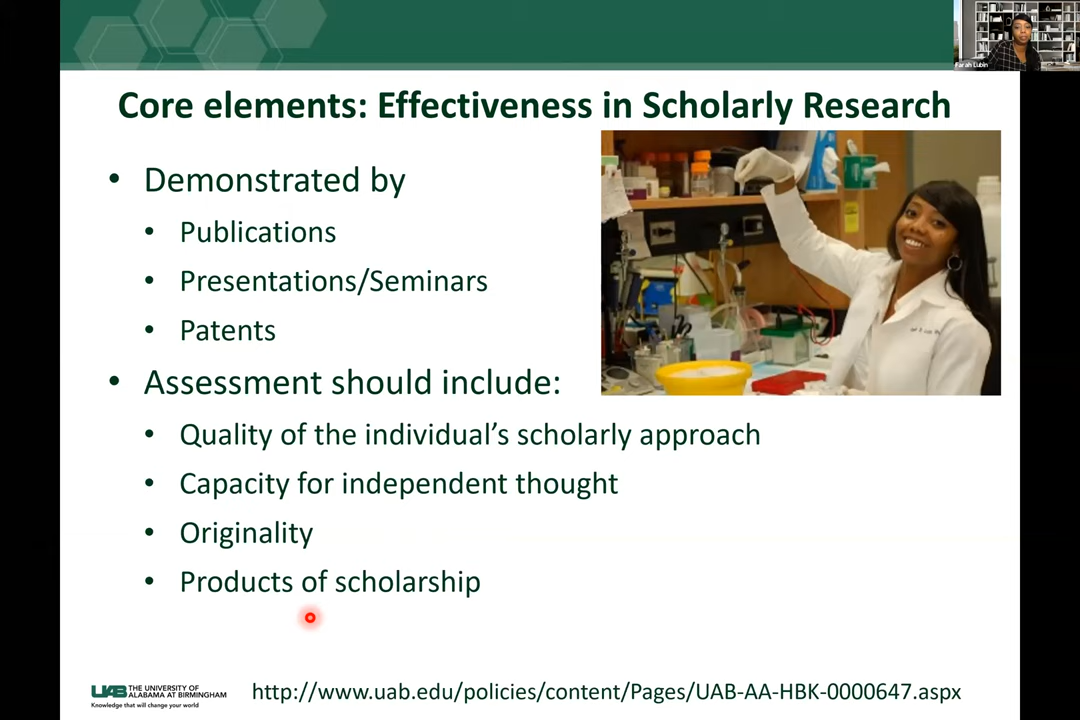 Farah Lubin
Core elements: Effectiveness in Scholarly Research
• Demonstrated by
• Publications
• Presentations/Seminars
• Patents
• Assessment should include:
• Quality of the individual’s scholarly approach
• Capacity for independent thought
• Originality
• Products of scholarship
UAB THE UNIVERSITY OF
ALABAMA AT BIRMINGHAM
Knowledge that will change your world
http://www.uab.edu/policies/content/Pages/UAB-AA-HBK-0000647.aspx